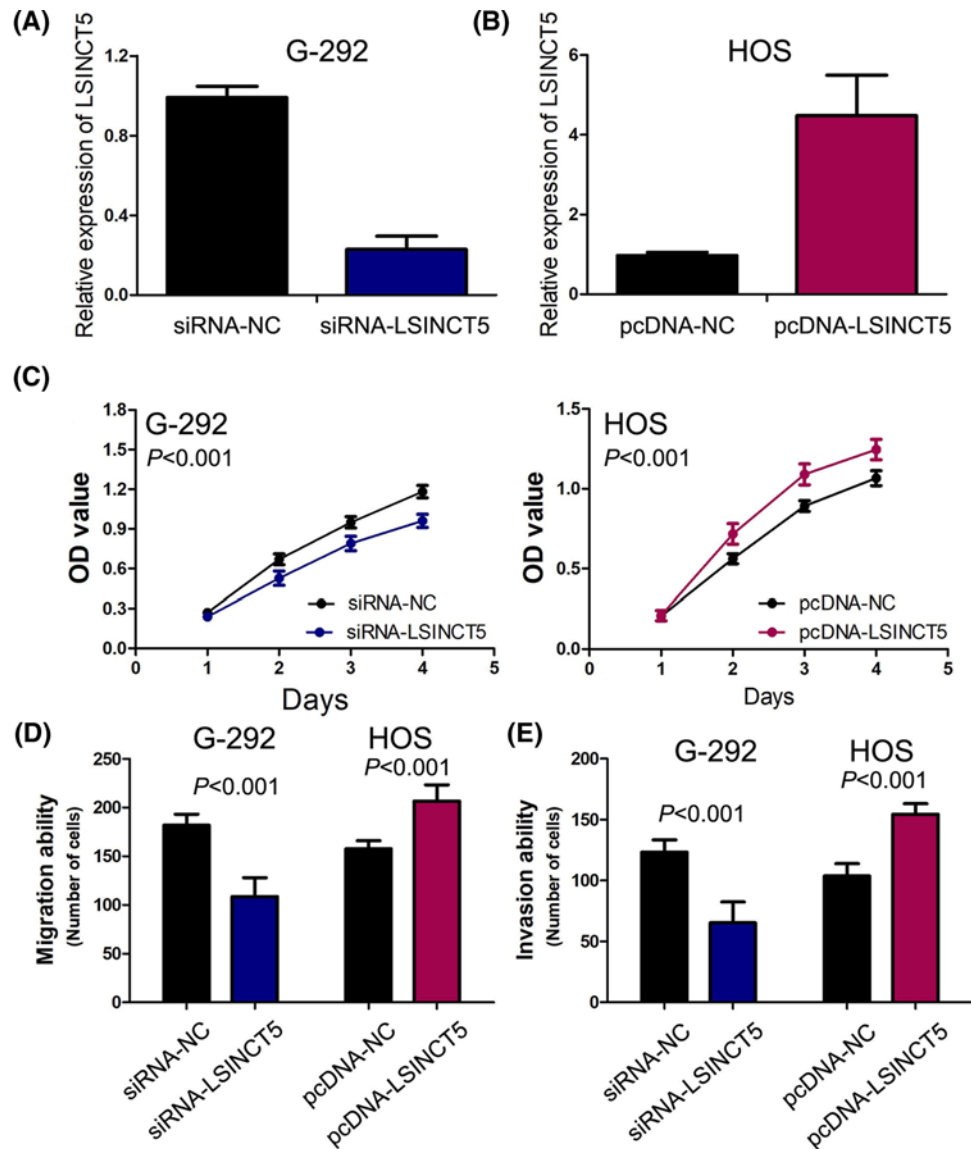 (A)
G-292
Relative expression of LSINCT5
1.2
0.8
0.4
0.0
siRNA-NC
siRNA-LSINCT5
(B)
HOS
Relative expression of LSINCT5
6
4
2
0
pcDNA-NC
pcDNA-LSINCT5
(C)
G-292
P<0.001
OD value
1.8
1.5
1.2
0.9
0.6
0.3
0.0
siRNA-NC
siRNA-LSINCT5
0 1 2 3 4 5
Days
HOS
P<0.001
OD value
1.5
1.0
0.5
0.0
pcDNA-NC
pcDNA-LSINCT5
0 1 2 3 4 5
Days
(D)
G-292
HOS
P<0.001
P<0.001
Migration ability
(Number of cells)
250
200
150
100
50
0
siRNA-NC
siRNA-LSINCT5
pcDNA-NC
pcDNA-LSINCT5
(E)
G-292
HOS
P<0.001
P<0.001
Invasion ability
(Number of cells)
200
150
100
50
0
siRNA-NC
siRNA-LSINCT5
pcDNA-NC
pcDNA-LSINCT5